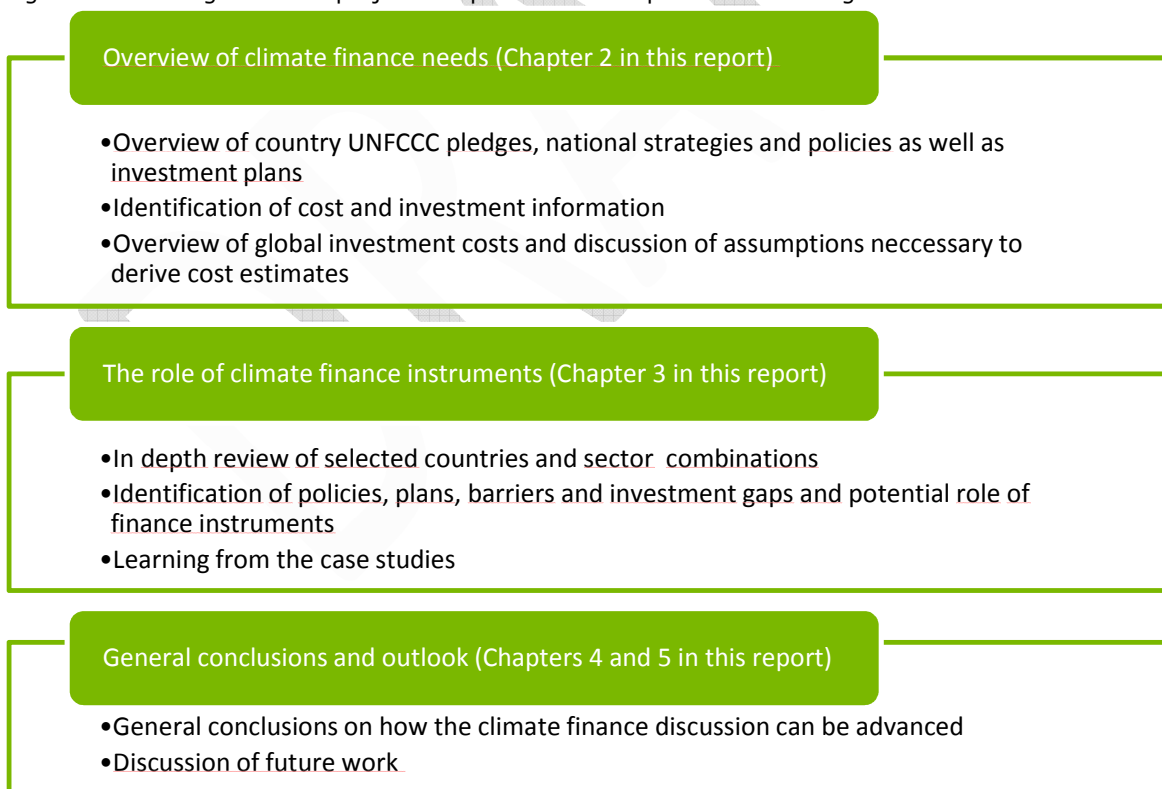 Overview of climate finance needs (Chapter 2 in this report)
•Overview of country UNFCCC pledges, national strategies and policies as well as
investment plans
•Identification of cost and investment information
•Overview of global investment costs and discussion of assumptions neccessary to
derive cost estimates
The role of climate finance instruments (Chapter 3 in this report)
•In depth review of selected countries and sector combinations
•Identification of policies, plans, barriers and investment gaps and potential role of
finance instruments
•Learning from the case studies
General conclusions and outlook (Chapters 4 and 5 in this report)
•General conclusions on how the climate finance discussion can be advanced
•Discussion of future work